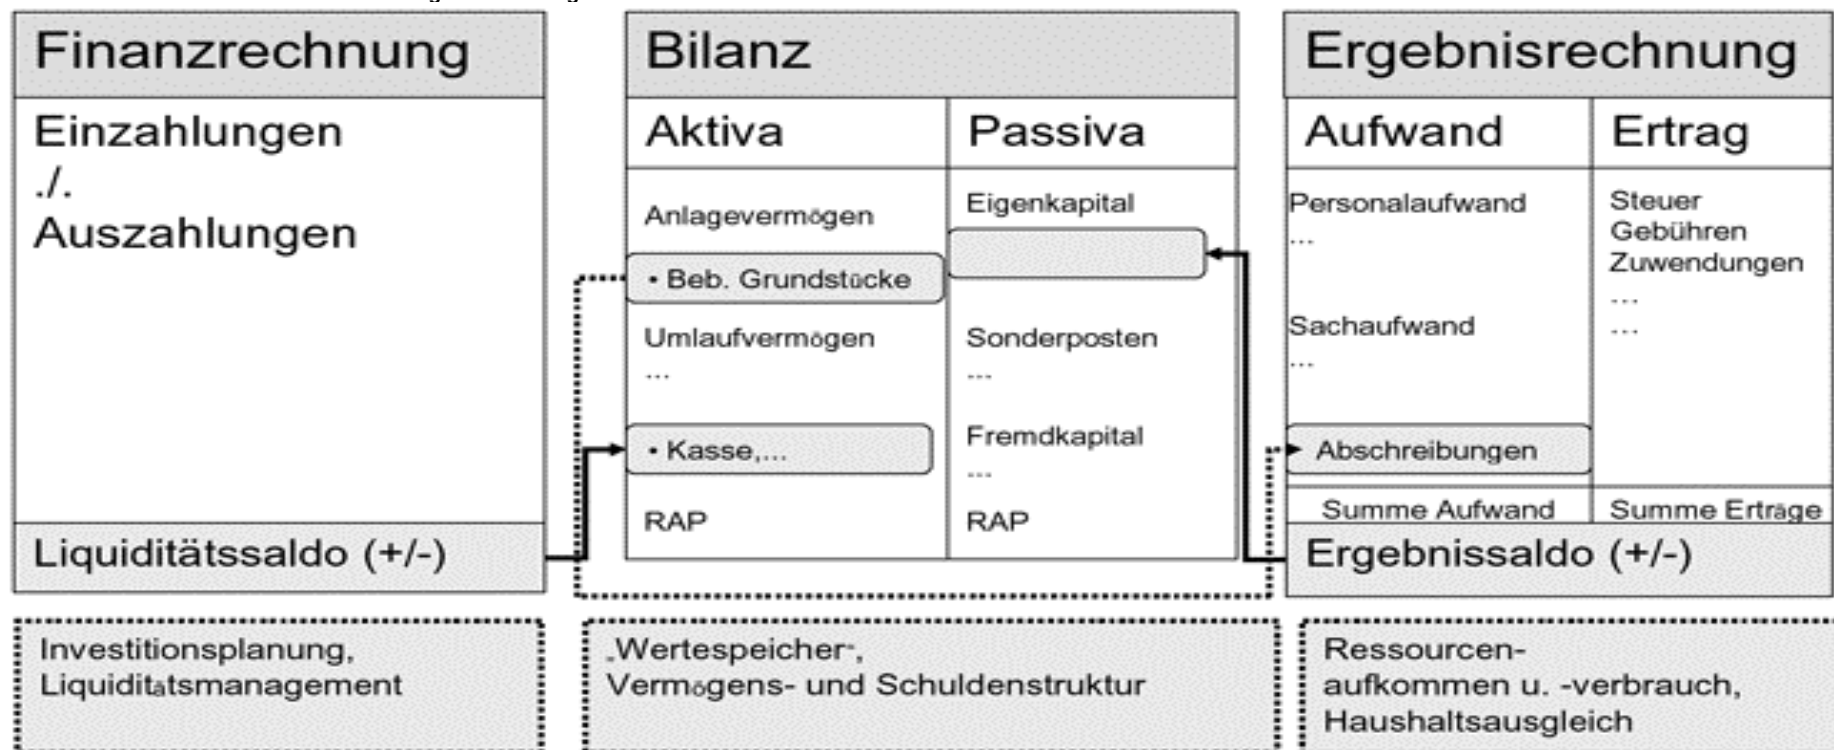 Finanzrechnung
Einzahlungen
./.
Auszahlungen
Liquiditätssaldo (+/-)
Investitionsplanung,
Liquiditätsmanagement
Bilanz
Aktiva
Anlagevermögen
• Beb. Grundstücke
Umlaufvermögen
...
• Kasse,...
RAP
Passiva
Eigenkapital
Sonderposten
...
Fremdkapital
...
RAP
„Wertespeicher“,
Vermögens- und Schuldenstruktur
Ergebnisrechnung
Aufwand
Personalaufwand
...
Sachaufwand
...
Abschreibungen
Summe Aufwand
Ertrag
Steuer
Gebühren
Zuwendungen
...
...
Summe Erträge
Ergebnissaldo (+/-)
Ressourcen-
aufkommen u. -verbrauch,
Haushaltsausgleich